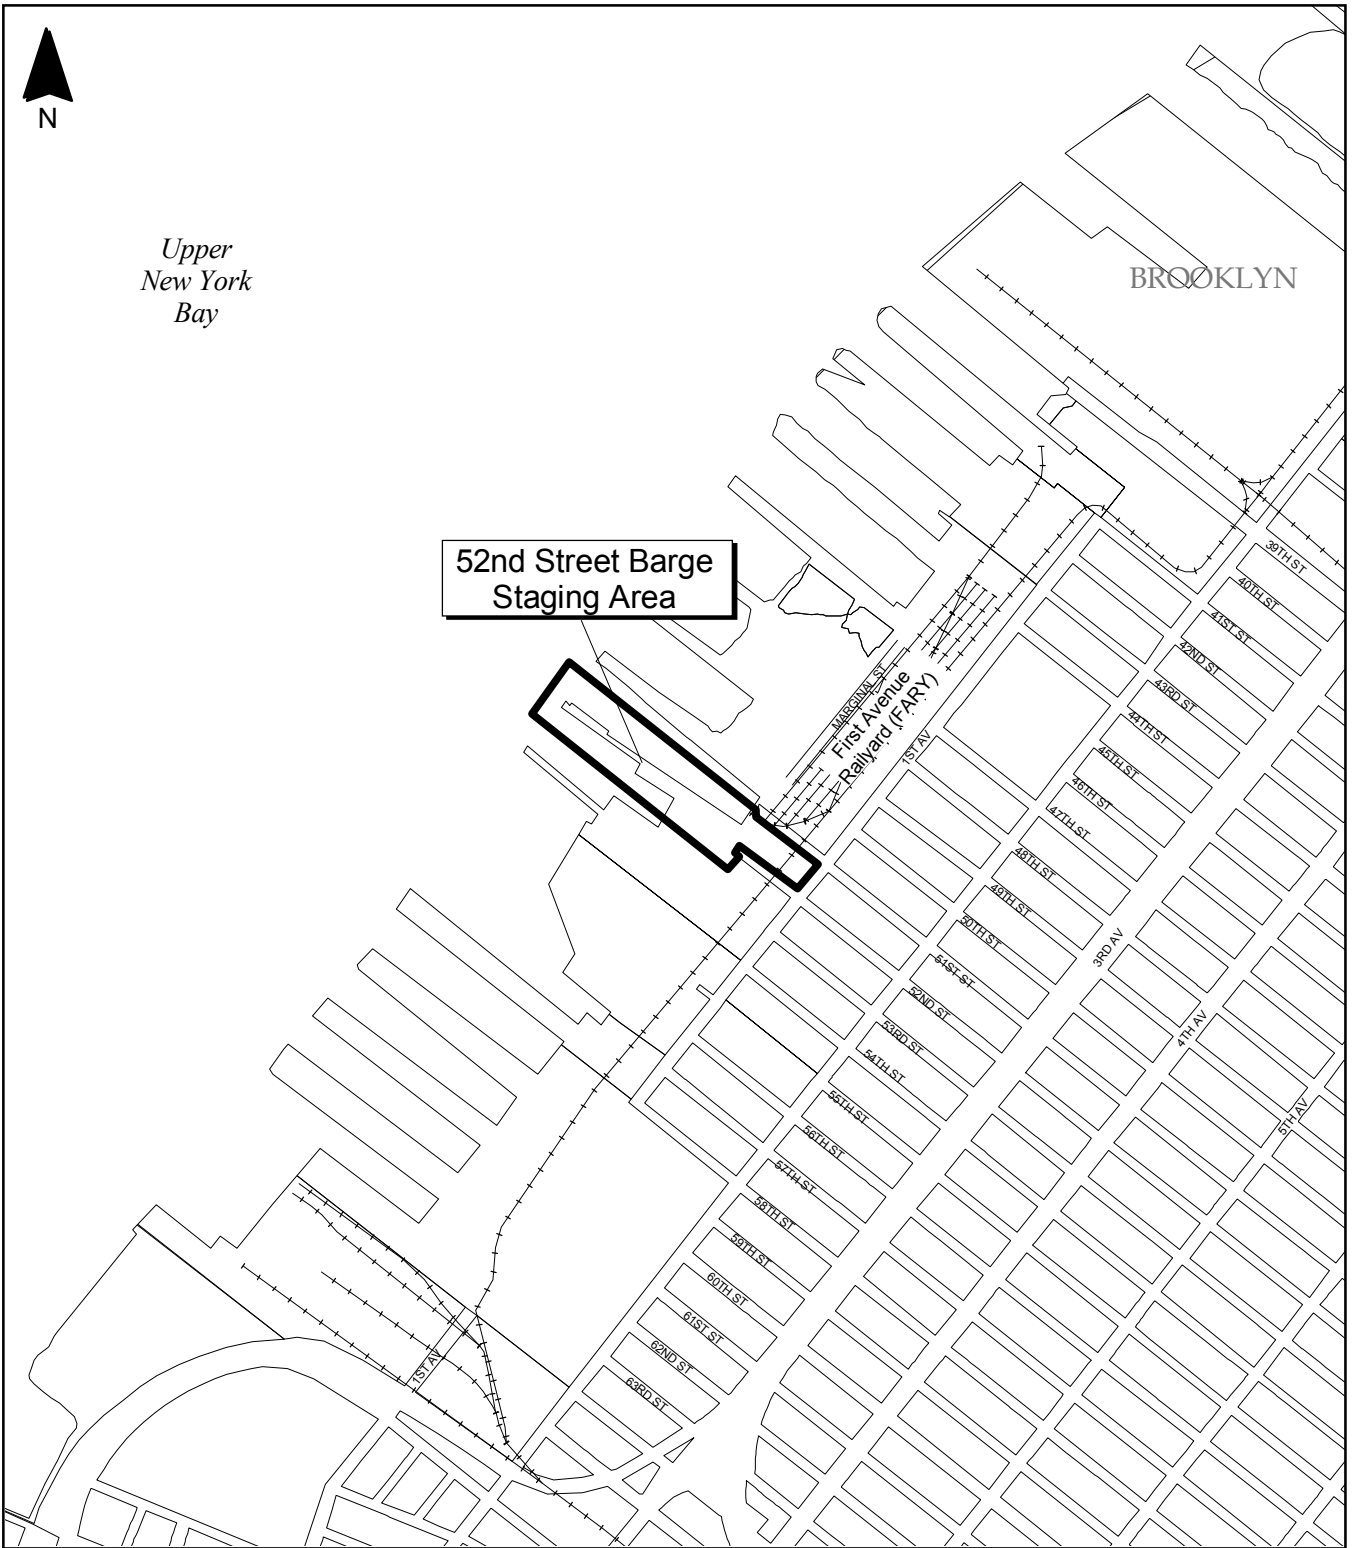 N
Upper
New York
Bay
BROOKLYN
52nd Street Barge
Staging Area
MARGINAL ST
First Avenue
Railyard (FARY)
1ST AV
39TH ST
40TH ST
41ST ST
42ND ST
43RD ST
44TH ST
45TH ST
46TH ST
47TH ST
48TH ST
49TH ST
50TH ST
51ST ST
52ND ST
53RD ST
54TH ST
55TH ST
56TH ST
57TH ST
58TH ST
59TH ST
60TH ST
61ST ST
62ND ST
63RD ST
3RD AV
4TH AV
5TH AV
1ST AV